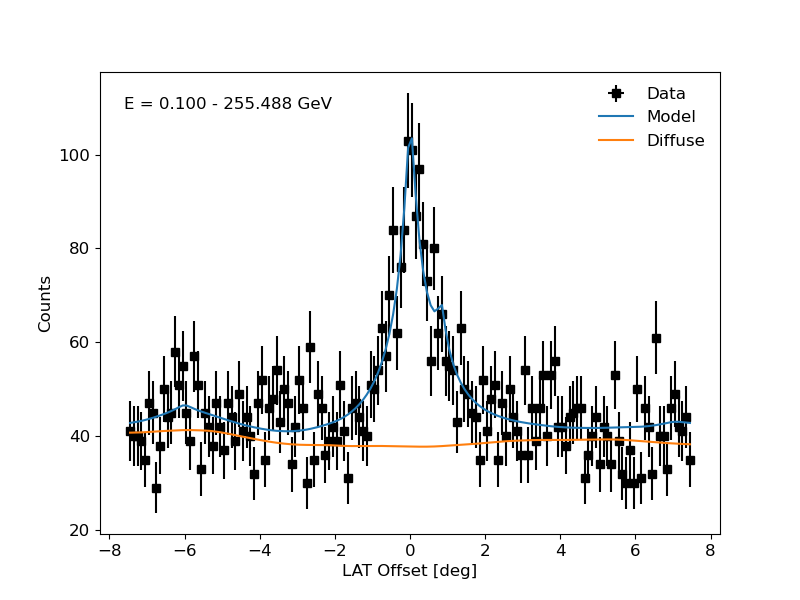 E = 0.100 - 255.488 GeV
Data
Model
Diffuse
Counts
100
80
60
40
20
−8 −6 −4 −2 0 2 4 6 8
LAT Offset [deg]